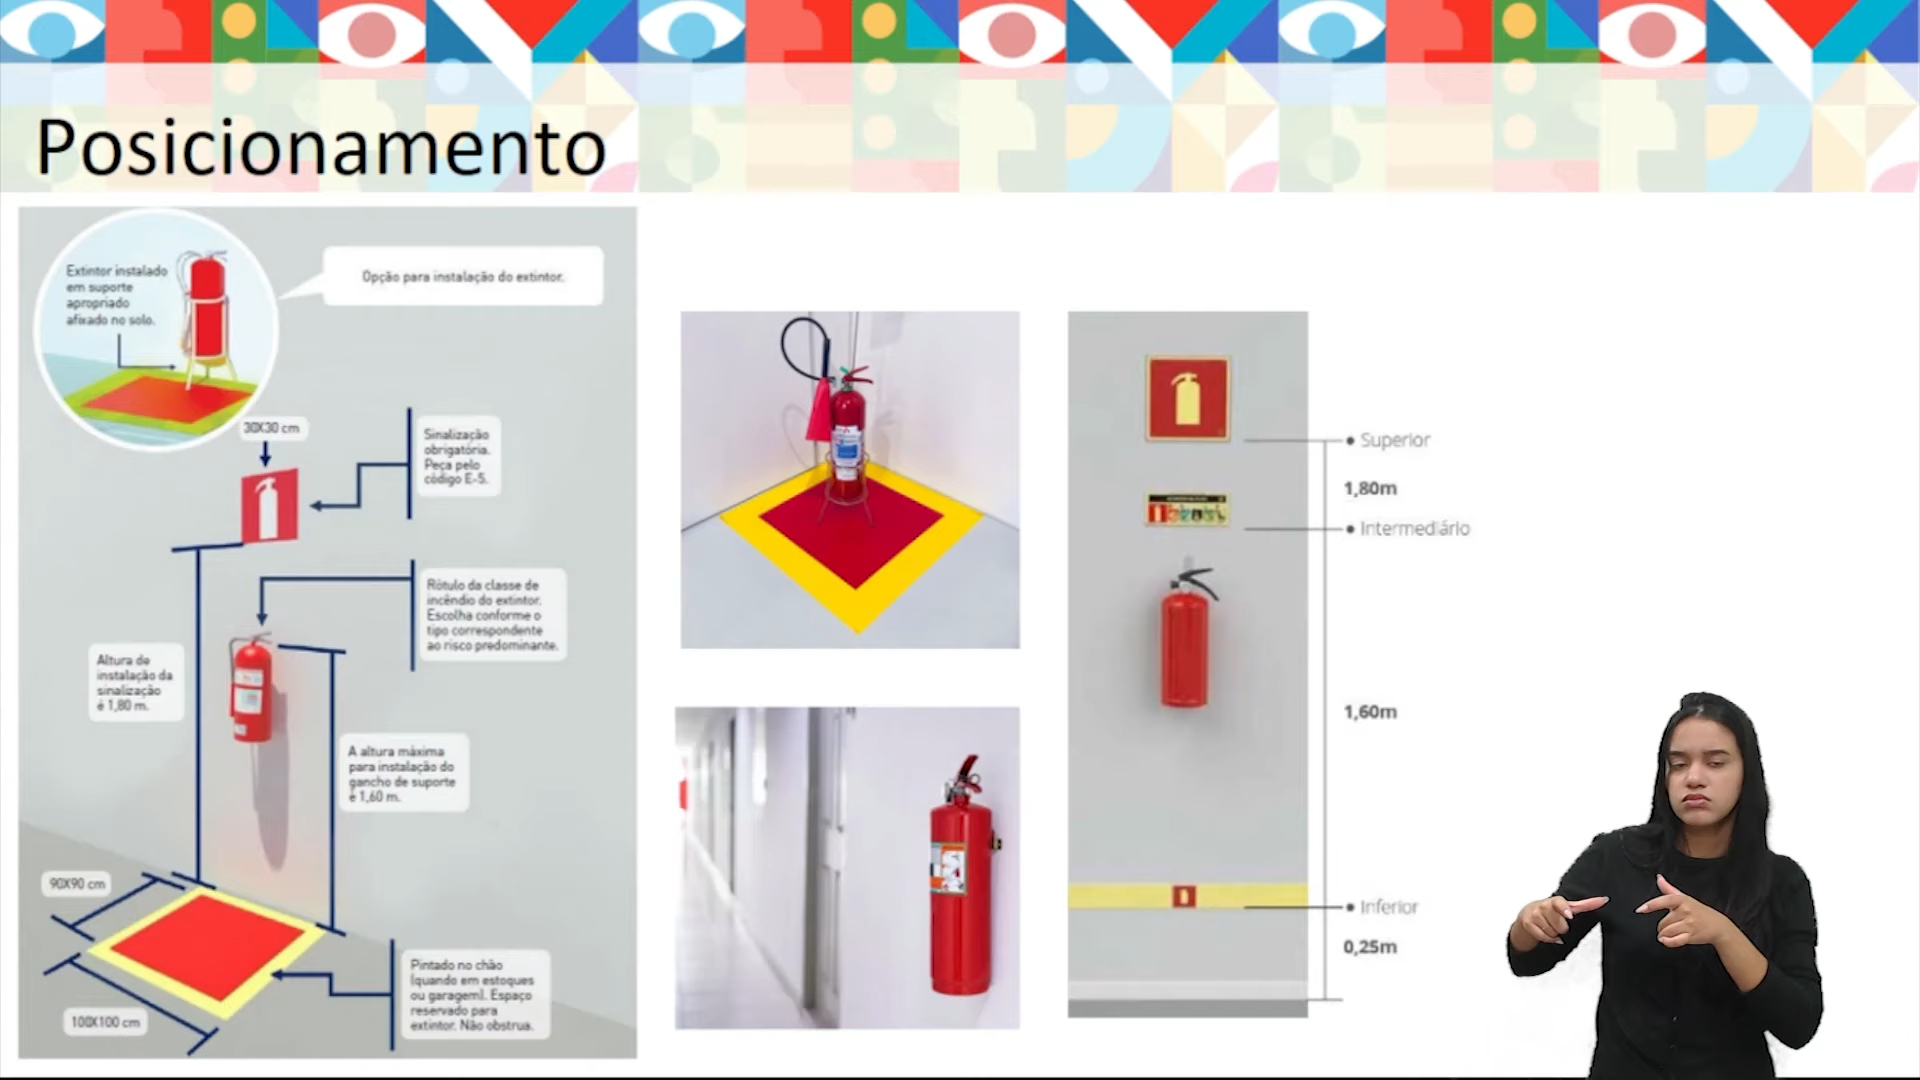 Posicionamento
Extintor instalado
em suporte
apropriado
afixado no solo.
Opção para instalação do extintor.
30X30 cm
Sinalização
obrigatória.
Peça pelo
código E-5.
Rótulo da classe de
incêndio do extintor.
Escolha conforme o
tipo correspondente
ao risco predominante.
Altura de
instalação da
sinalização
é 1,80 m.
A altura máxima
para instalação do
gancho de suporte
é 1,60 m.
90X90 cm
100X100 cm
Pintado no chão
(quando em estoques
ou garagem). Espaço
reservado para
extintor. Não obstrua.
Superior
1,80m
Intermediário
1,60m
Inferior
0,25m